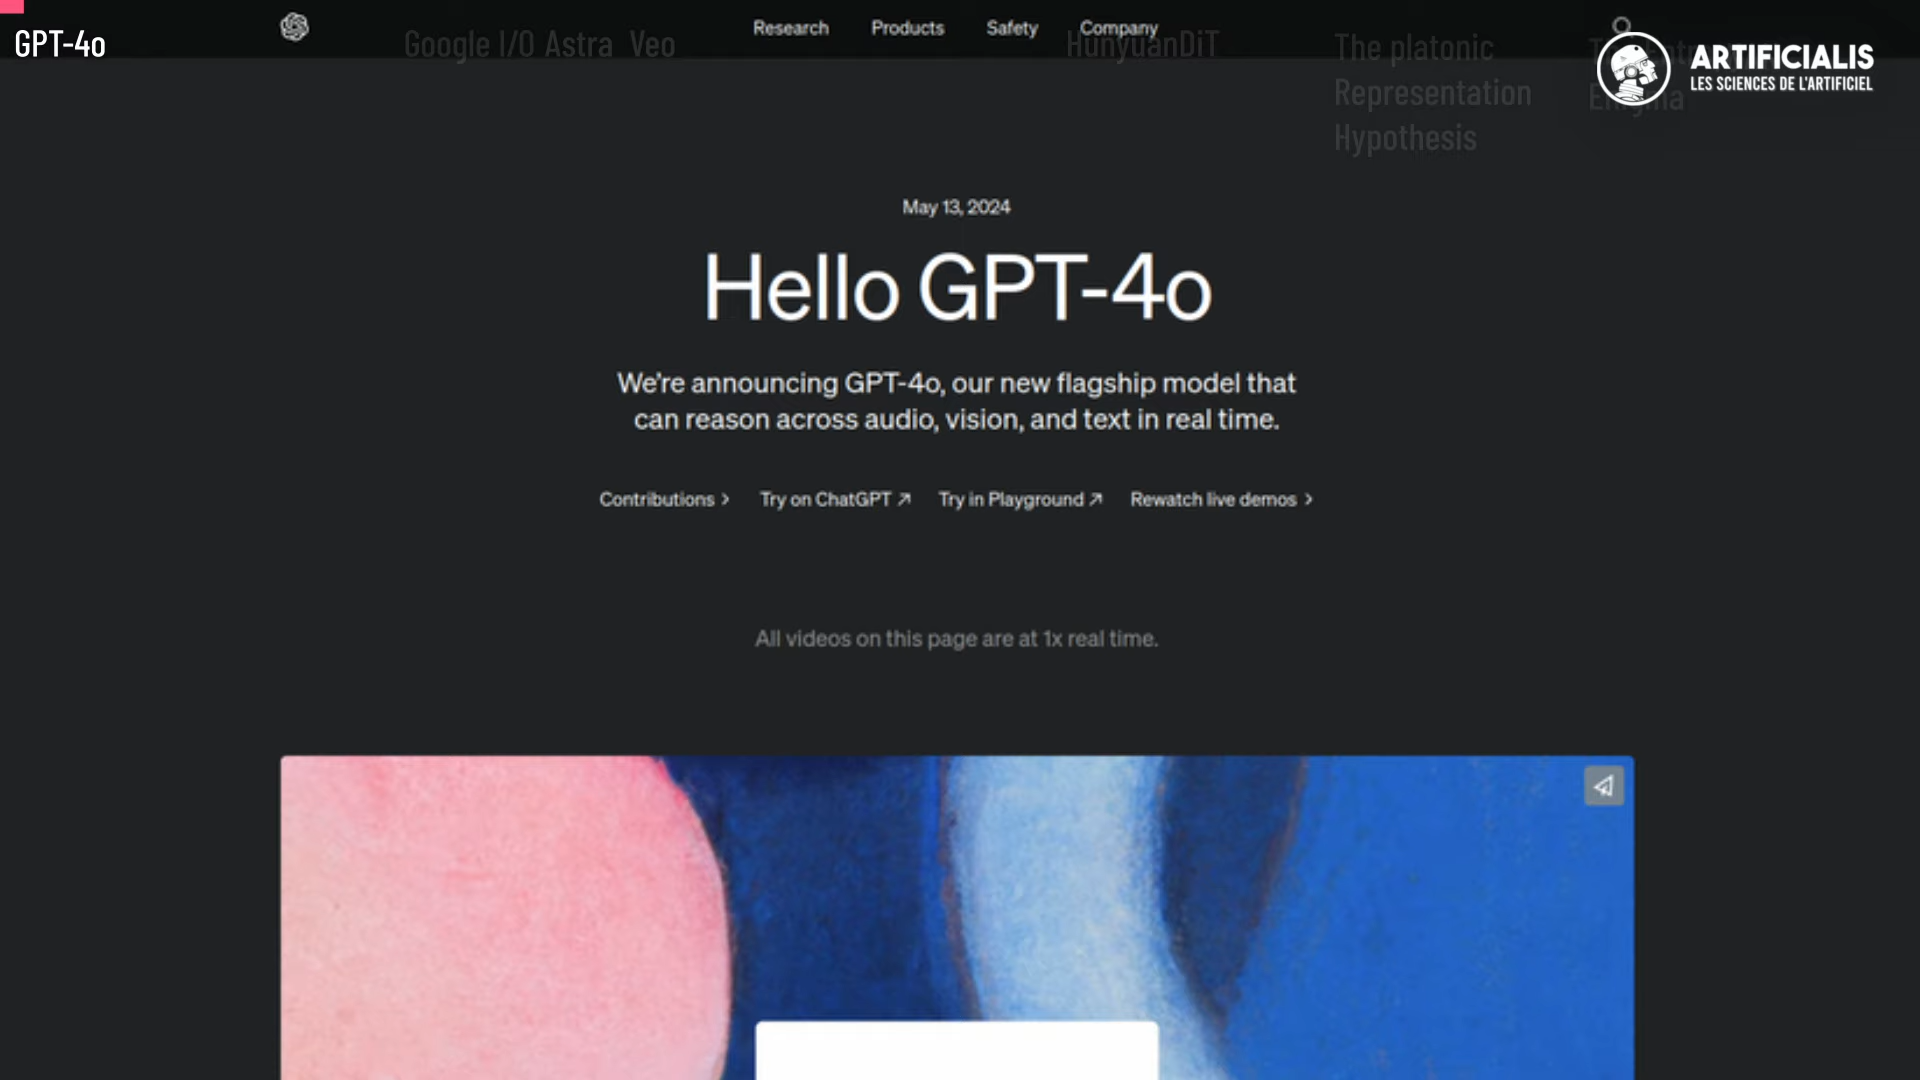 GPT-4o
Google I/O Astra Veo
HunyuanDiT
The platonic
Representation
Hypothesis
Research
Products
Safety
Company
ARTIFICIALIS
LES SCIENCES DE L'ARTIFICIEL
May 13, 2024
Hello GPT-4o
We're announcing GPT-4o, our new flagship model that
can reason across audio, vision, and text in real time.
Contributions
Try on ChatGPT
Try in Playground
Rewatch live demos
All videos on this page are at 1x real time.